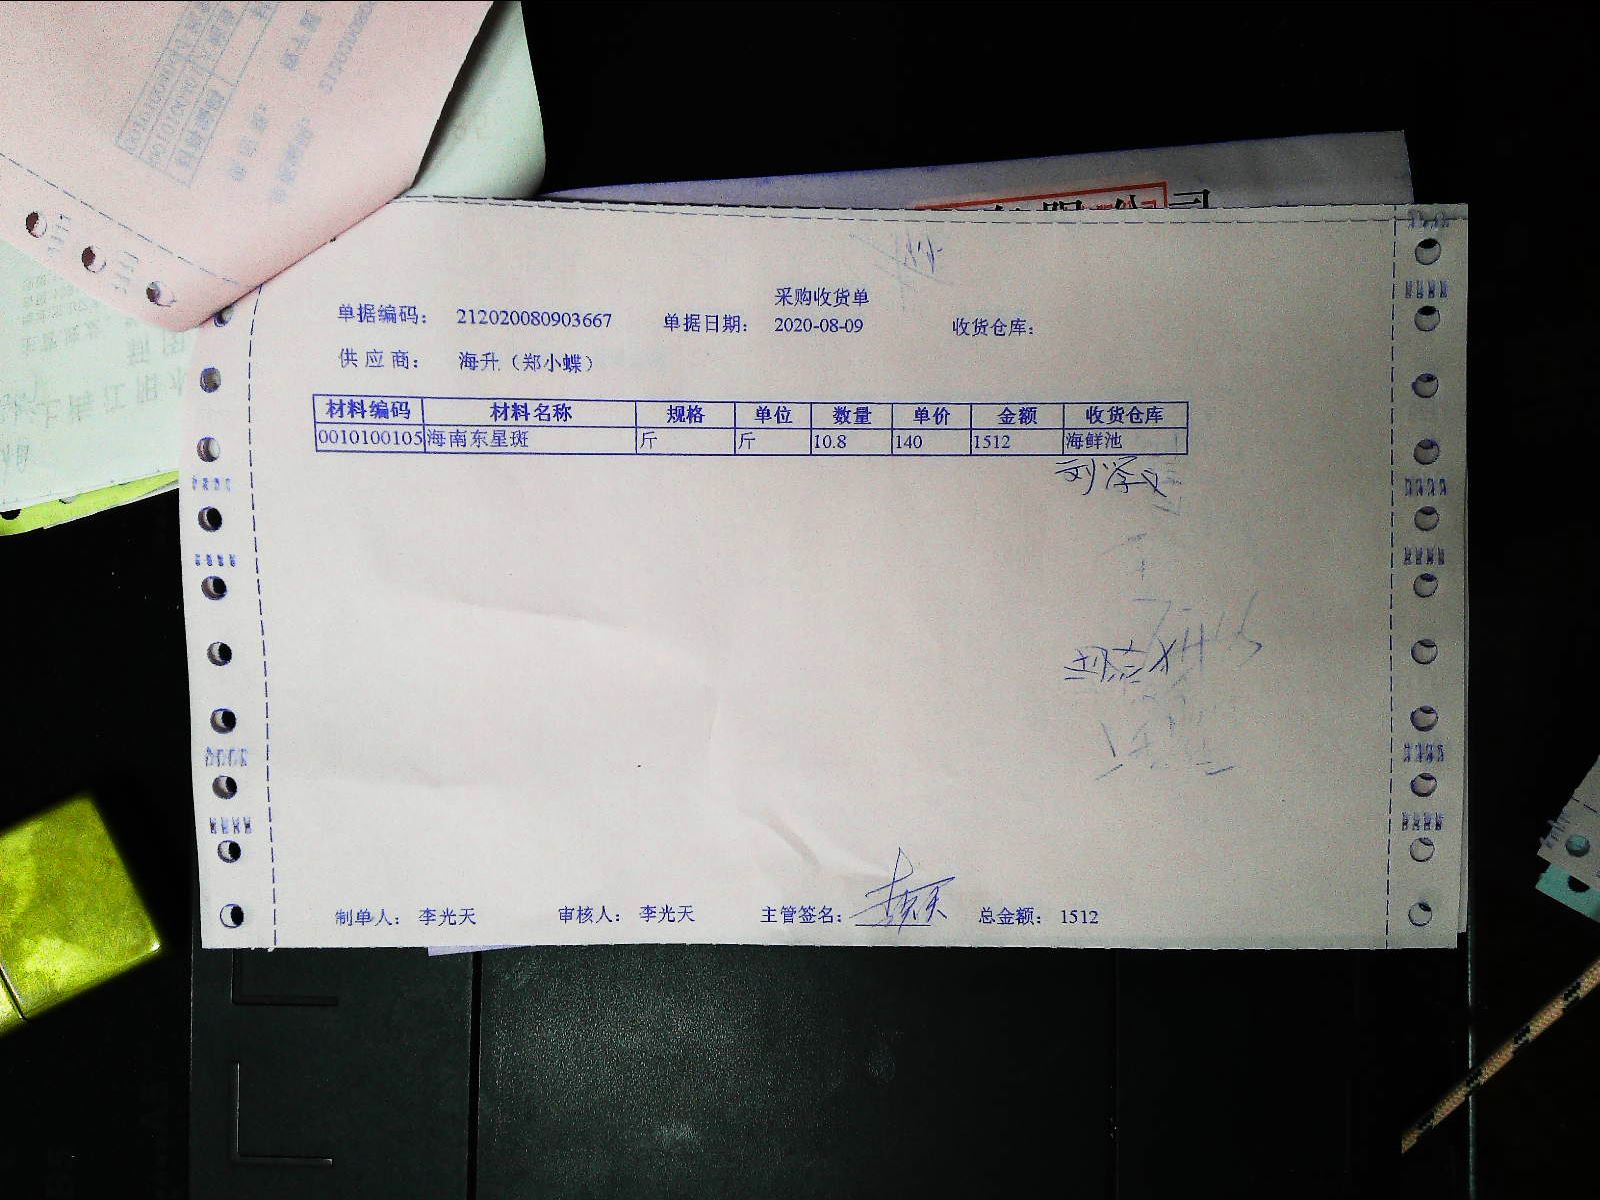 采购收货单
单据编码： 212020080903667 单据日期： 2020-08-09 收货仓库：
供应商： 海升（郑小蝶）
材料编码 材料名称 规格 单位 数量 单价 金额 收货仓库
0010100105 海南东星斑 斤 斤 10.8 140 1512 海鲜池
制单人： 李光天 审核人： 李光天 主管签名： 总金额： 1512